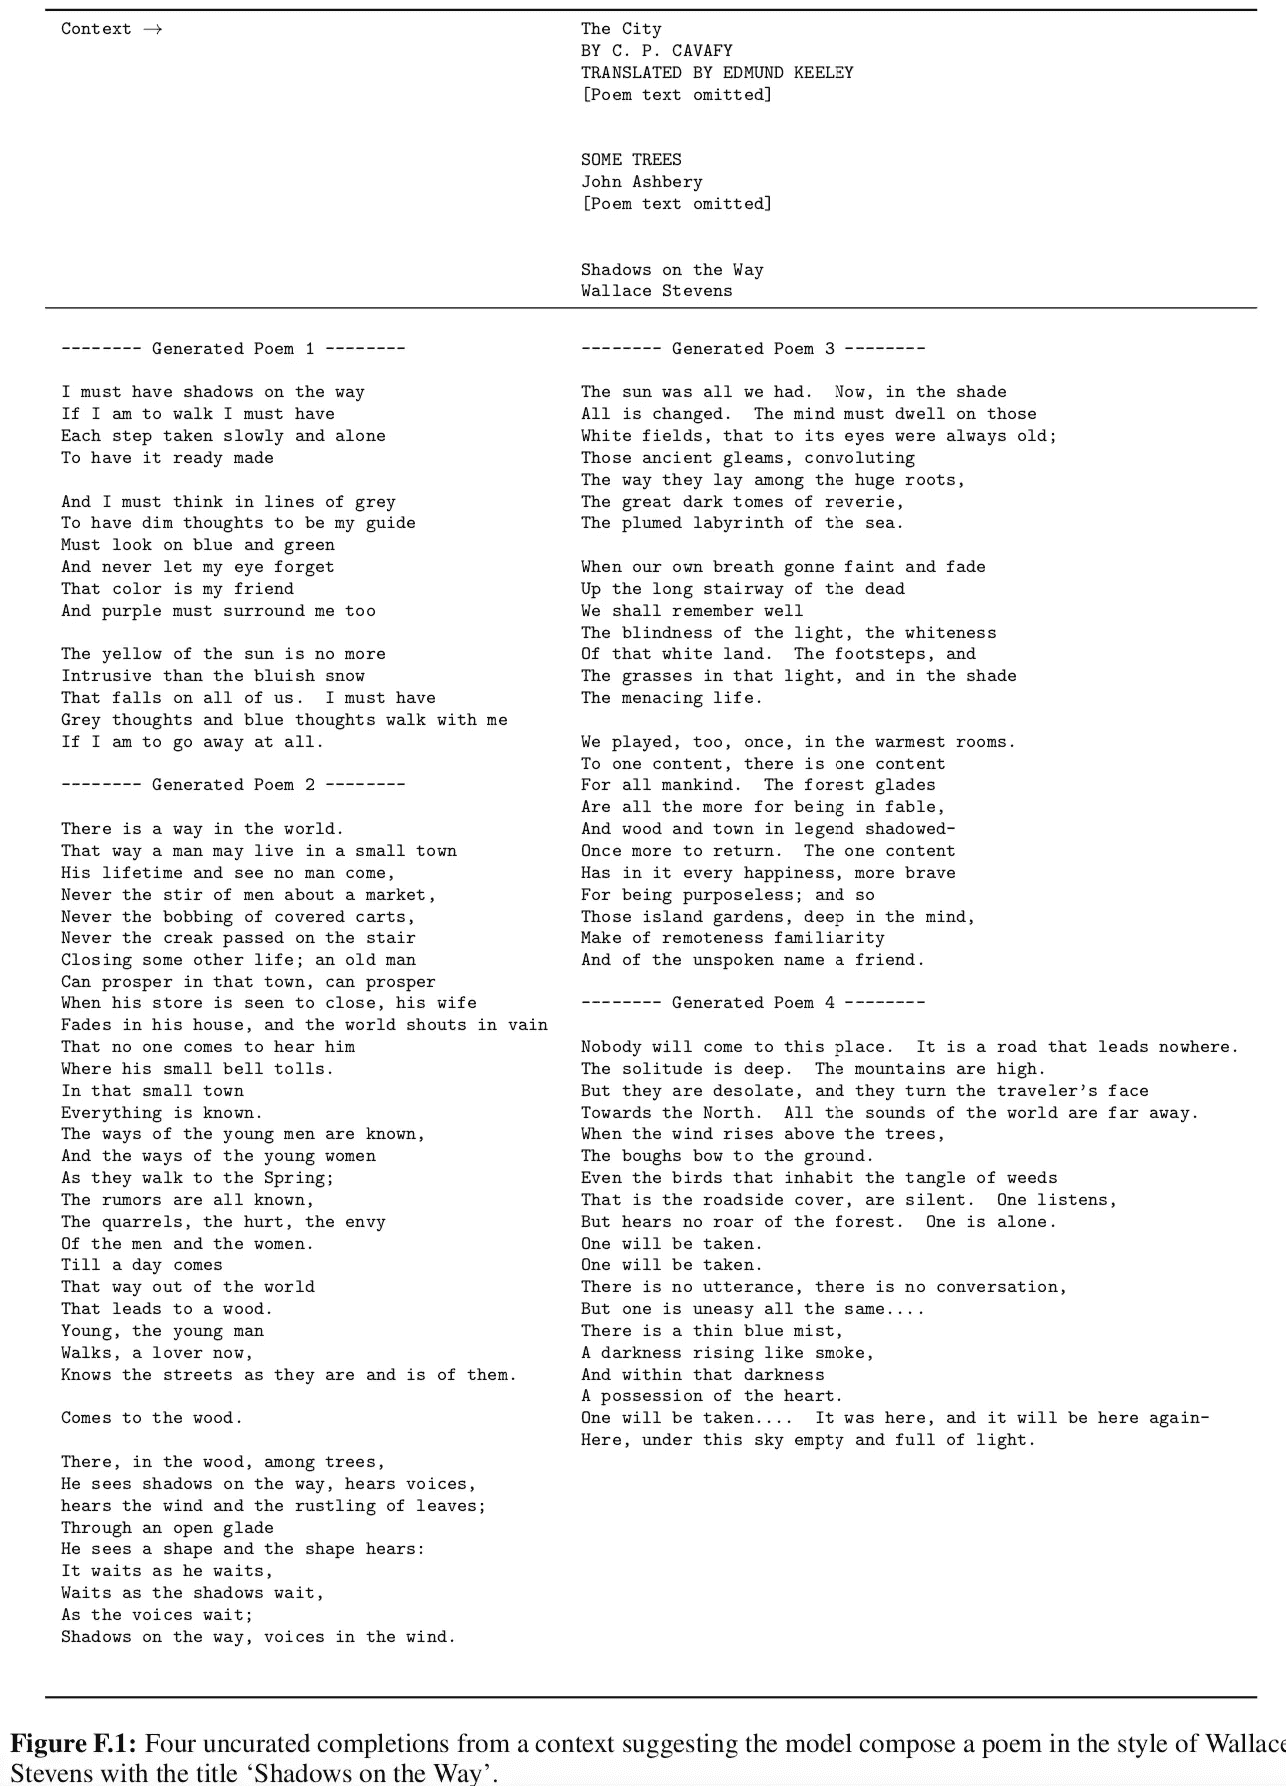 Context →
The City
BY C. P. CAVAFY
TRANSLATED BY EDMUND KEELEY
[Poem text omitted]
SOME TREES
John Ashbery
[Poem text omitted]
Shadows on the Way
Wallace Stevens
-------- Generated Poem 1 --------
I must have shadows on the way
If I am to walk I must have
Each step taken slowly and alone
To have it ready made
And I must think in lines of grey
To have dim thoughts to be my guide
Must look on blue and green
And never let my eye forget
That color is my friend
And purple must surround me too
The yellow of the sun is no more
Intrusive than the bluish snow
That falls on all of us. I must have
Grey thoughts and blue thoughts walk with me
If I am to go away at all.
-------- Generated Poem 2 --------
There is a way in the world.
That way a man may live in a small town
His lifetime and see no man come,
Never the stir of men about a market,
Never the bobbing of covered carts,
Never the creak passed on the stair
Closing some other life; an old man
Can prosper in that town, can prosper
When his store is seen to close, his wife
Fades in his house, and the world shouts in vain
That no one comes to hear him
Where his small bell tolls.
In that small town
Everything is known.
The ways of the young men are known,
And the ways of the young women
As they walk to the Spring;
The rumors are all known,
The quarrels, the hurt, the envy
Of the men and the women.
Till a day comes
That way out of the world
That leads to a wood.
Young, the young man
Walks, a lover now,
Knows the streets as they are and is of them.
Comes to the wood.
There, in the wood, among trees,
He sees shadows on the way, hears voices,
hears the wind and the rustling of leaves;
Through an open glade
He sees a shape and the shape hears:
It waits as he waits,
Waits as the shadows wait,
As the voices wait;
Shadows on the way, voices in the wind.
-------- Generated Poem 3 --------
The sun was all we had. Now, in the shade
All is changed. The mind must dwell on those
White fields, that to its eyes were always old;
Those ancient gleams, convoluting
The way they lay among the huge roots,
The great dark tomes of reverie,
The plumed labyrinth of the sea.
When our own breath gonne faint and fade
Up the long stairway of the dead
We shall remember well
The blindness of the light, the whiteness
Of that white land. The footsteps, and
The grasses in that light, and in the shade
The menacing life.
We played, too, once, in the warmest rooms.
To one content, there is one content
For all mankind. The forest glades
Are all the more for being in fable,
And wood and town in legend shadowed-
Once more to return. The one content
Has in it every happiness, more brave
For being purposeless; and so
Those island gardens, deep in the mind,
Make of remoteness familiarity
And of the unspoken name a friend.
-------- Generated Poem 4 --------
Nobody will come to this place. It is a road that leads nowhere.
The solitude is deep. The mountains are high.
But they are desolate, and they turn the traveler's face
Towards the North. All the sounds of the world are far away.
When the wind rises above the trees,
The boughs bow to the ground.
Even the birds that inhabit the tangle of weeds
That is the roadside cover, are silent. One listens,
But hears no roar of the forest. One is alone.
One will be taken.
One will be taken.
There is no utterance, there is no conversation,
But one is uneasy all the same....
There is a thin blue mist,
A darkness rising like smoke,
And within that darkness
A possession of the heart.
One will be taken.... It was here, and it will be here again-
Here, under this sky empty and full of light.
Figure F.1: Four uncurated completions from a context suggesting the model compose a poem in the style of Wallace
Stevens with the title ‘Shadows on the Way’.